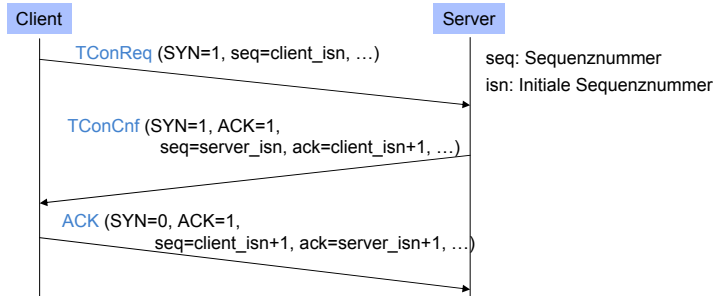 Client
Server
TConReq (SYN=1, seq=client_isn, …)
seq: Sequenznummer
isn: Initiale Sequenznummer
TConCnf (SYN=1, ACK=1,
seq=server_isn, ack=client_isn+1, …)
ACK (SYN=0, ACK=1,
seq=client_isn+1, ack=server_isn+1, …)